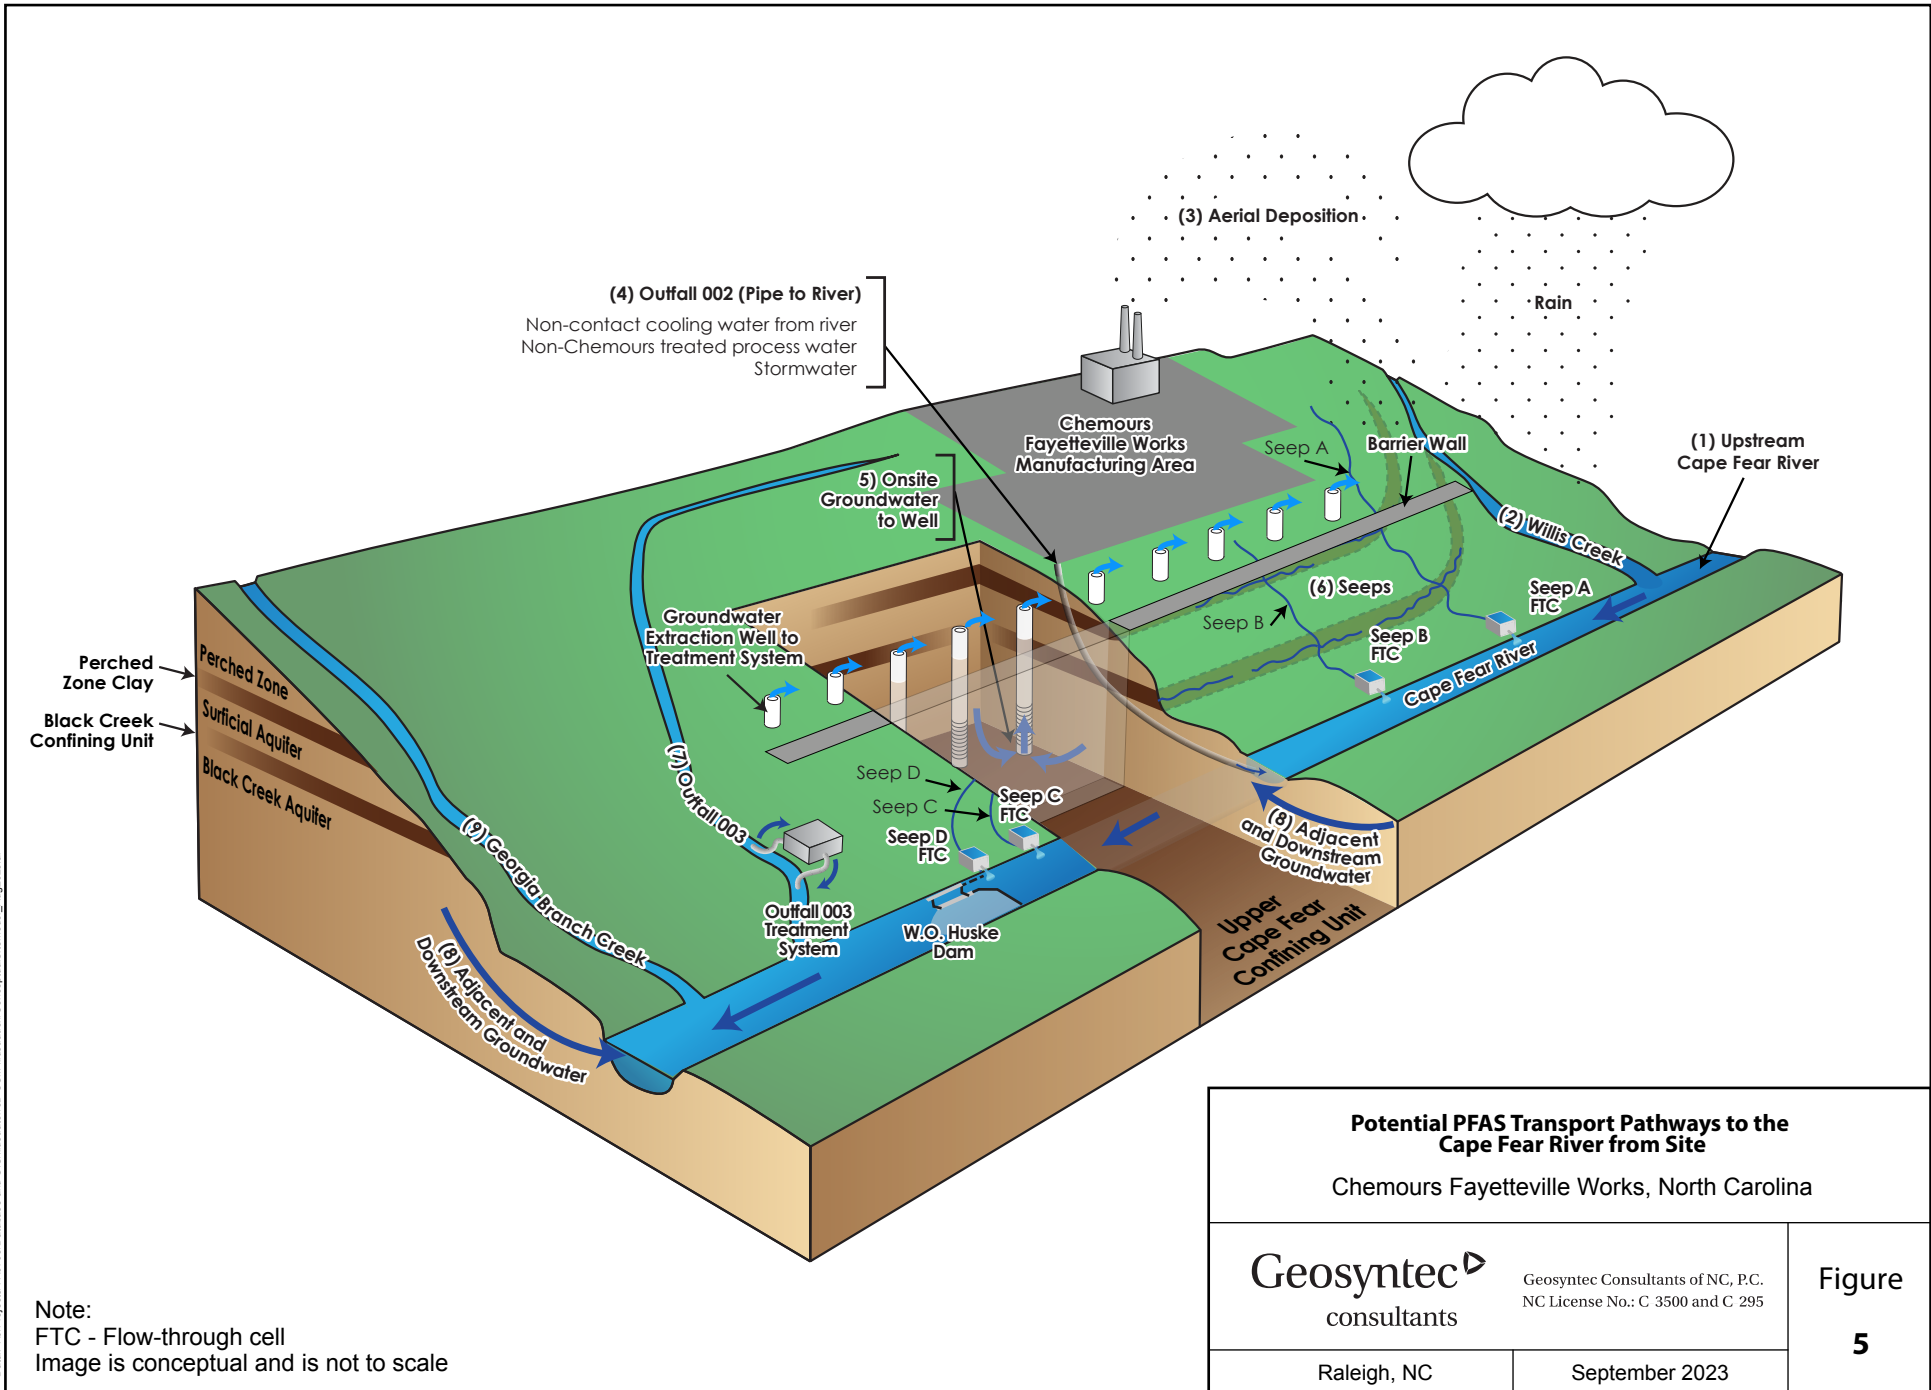 (3) Aerial Deposition
Rain
(4) Outfall 002 (Pipe to River)
Non-contact cooling water from river
Non-Chemours treated process water
Stormwater
Chemours
Fayetteville Works
Manufacturing Area
Seep A
Barrier Wall
(1) Upstream
Cape Fear River
5) Onsite
Groundwater
to Well
(2) Willis Creek
(6) Seeps
Seep A
FTC
Seep B
Seep B
FTC
Cape Fear River
Groundwater
Extraction Well to
Treatment System
Perched
Zone Clay
Black Creek
Confining Unit
Perched Zone
Surficial Aquifer
Black Creek Aquifer
(7) Outfall 003
Seep D
Seep C
Seep C
FTC
Seep D
FTC
(8) Adjacent
and Downstream
Groundwater
(9) Georgia Branch Creek
Outfall 003
Treatment
System
W.O. Huske
Dam
Upper
Cape Fear
Confining Unit
(8) Adjacent and
Downstream Groundwater
Potential PFAS Transport Pathways to the
Cape Fear River from Site
Chemours Fayetteville Works, North Carolina
Geosyntec
consultants
Geosyntec Consultants of NC, P.C.
NC License No.: C 3500 and C 295
Figure
5
Raleigh, NC
September 2023
Note:
FTC - Flow-through cell
Image is conceptual and is not to scale